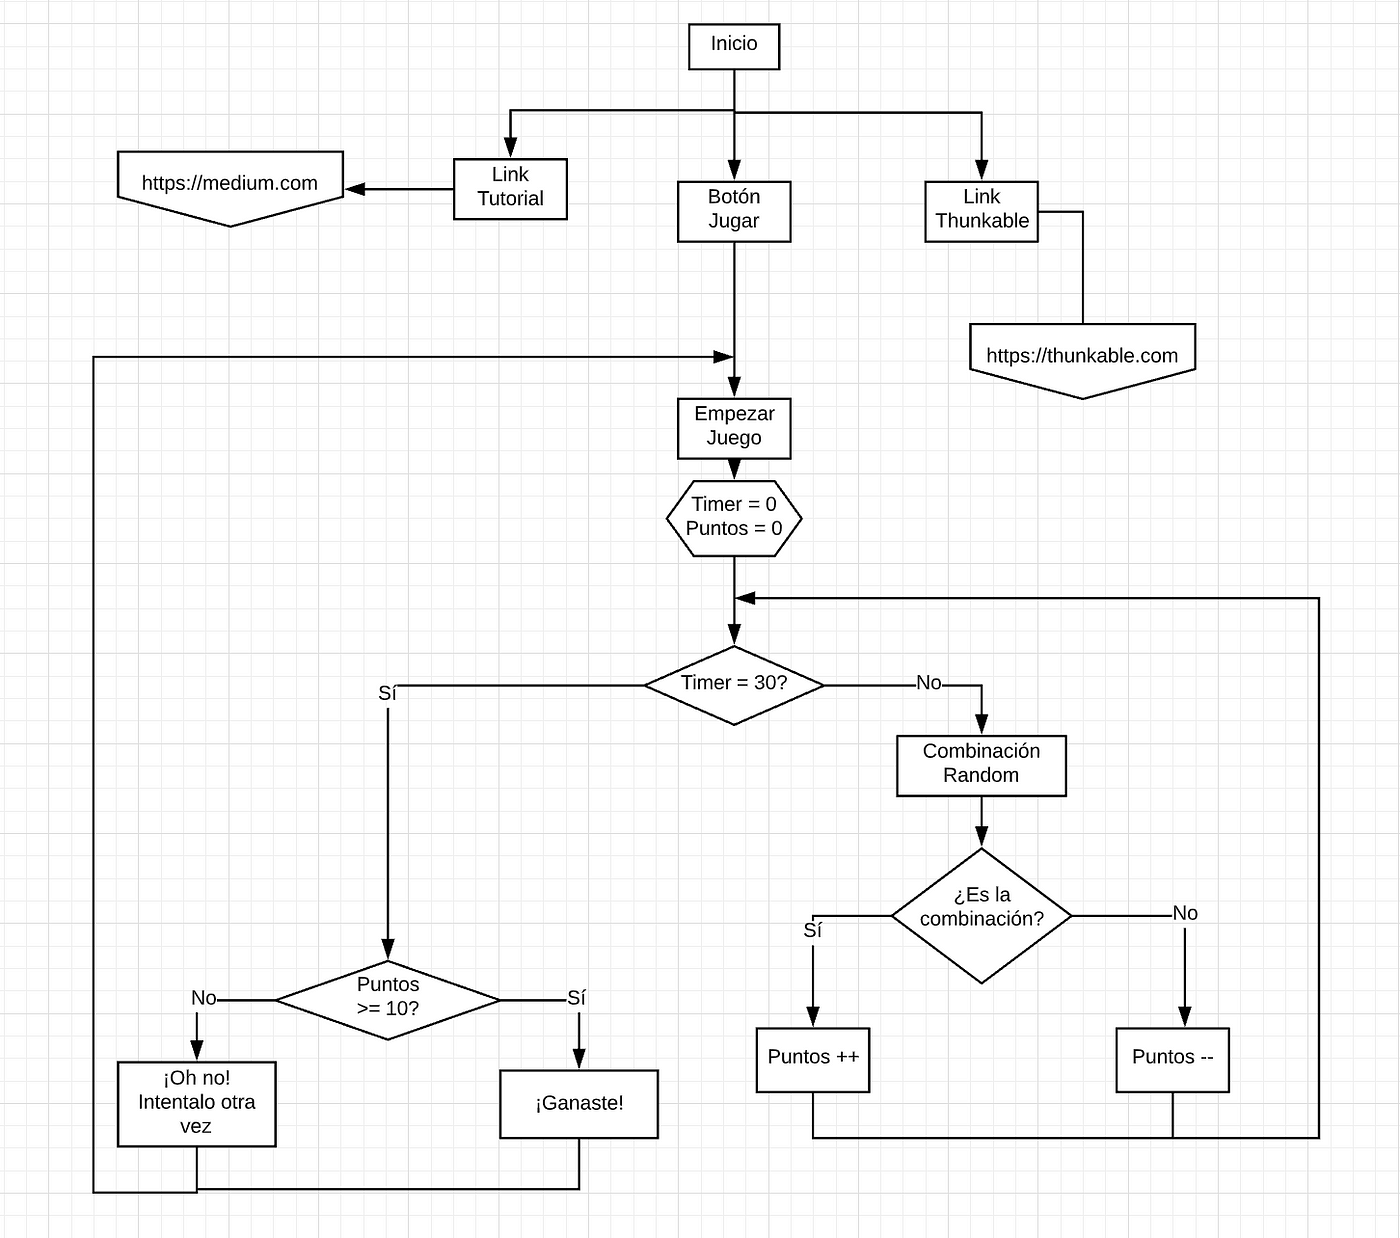 Inicio
https://medium.com
Link
Tutorial
Botón
Jugar
Link
Thunkable
https://thunkable.com
Empezar
Juego
Timer = 0
Puntos = 0
Timer = 30?
Sí
No
Combinación
Random
¿Es la
combinación?
Sí
No
Puntos
>= 10?
No
Sí
Puntos ++
Puntos --
¡Oh no!
Intentalo otra
vez
¡Ganaste!